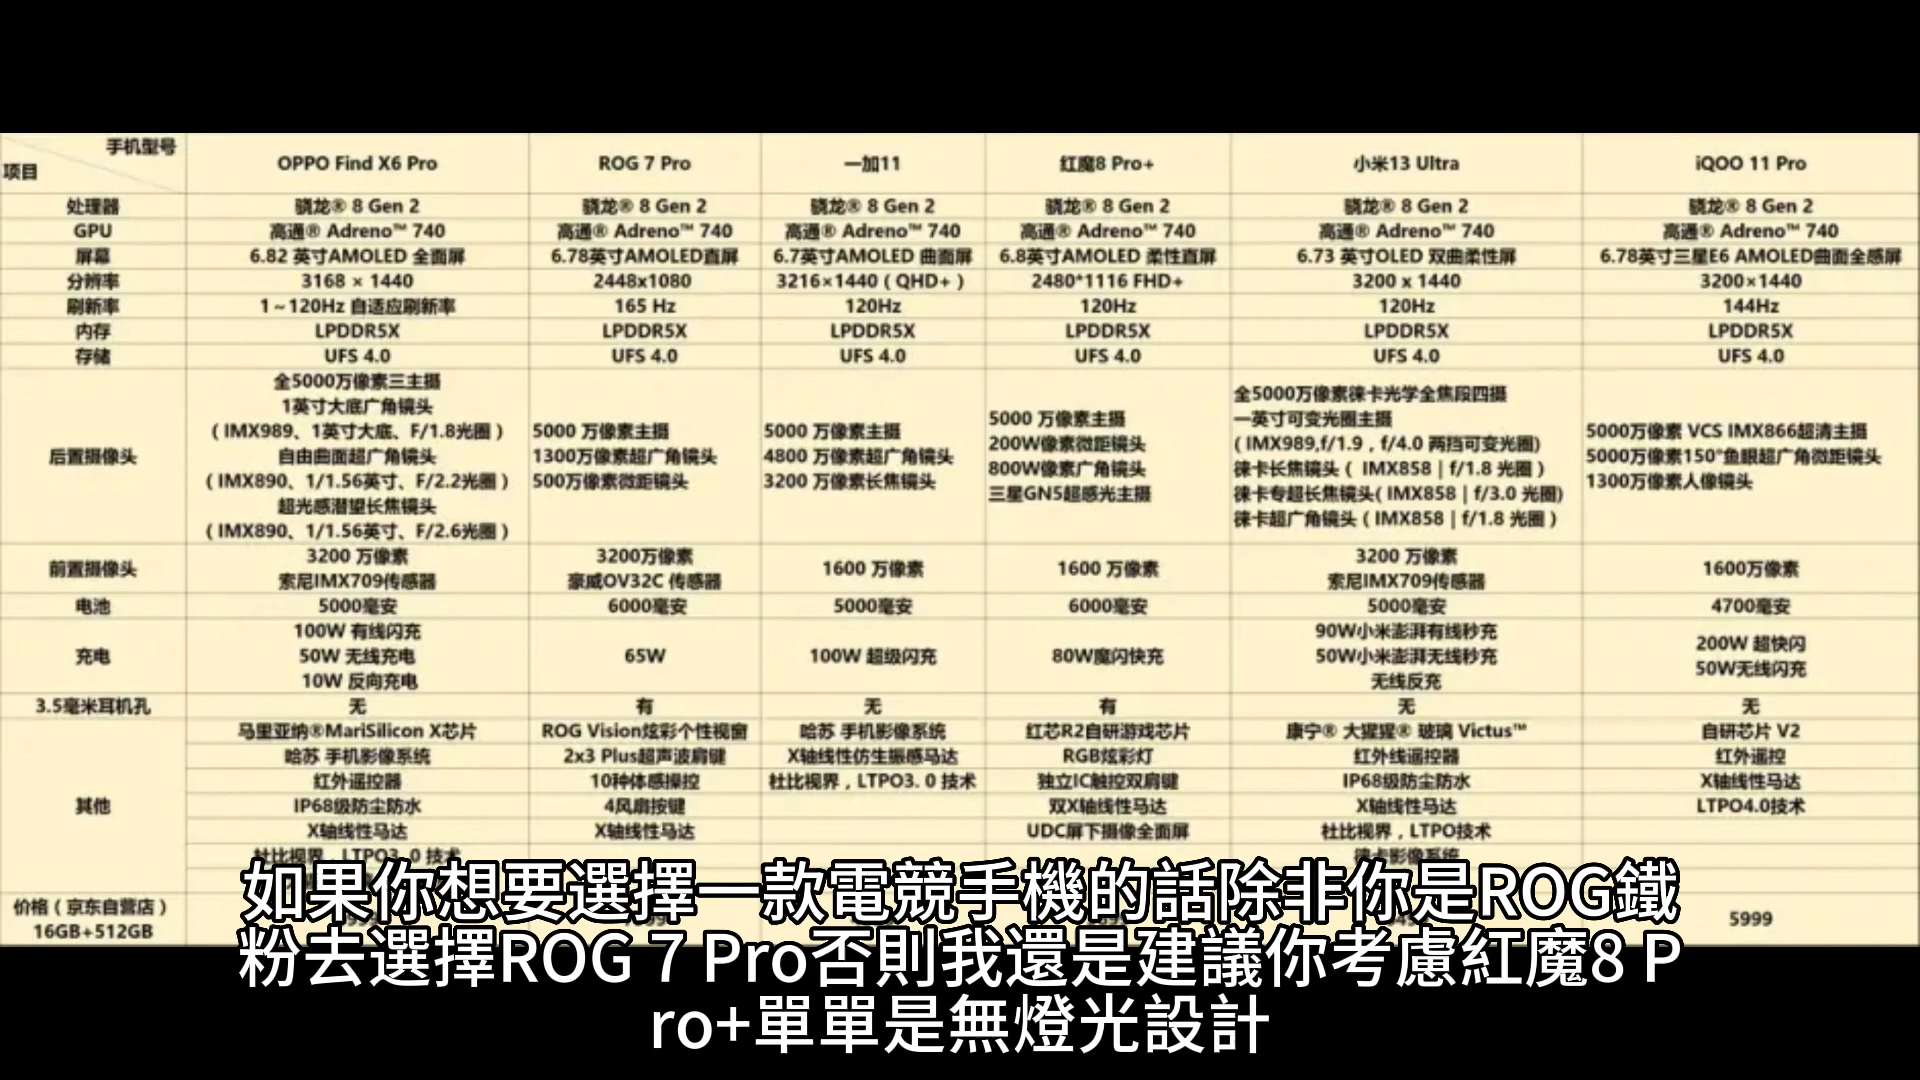 手机型号
项目
OPPO Find X6 Pro
ROG 7 Pro
一加11
红魔8 Pro+
小米13 Ultra
iQOO 11 Pro
处理器
骁龙® 8 Gen 2
骁龙® 8 Gen 2
骁龙® 8 Gen 2
骁龙® 8 Gen 2
骁龙® 8 Gen 2
骁龙® 8 Gen 2
GPU
高通® Adreno™ 740
高通® Adreno™ 740
高通® Adreno™ 740
高通® Adreno™ 740
高通® Adreno™ 740
高通® Adreno™ 740
屏幕
6.82 英寸AMOLED 全面屏
6.78英寸AMOLED直屏
6.7英寸AMOLED 曲面屏
6.8英寸AMOLED 柔性直屏
6.73 英寸OLED 双曲柔性屏
6.78英寸三星E6 AMOLED曲面全感屏
分辨率
3168 × 1440
2448x1080
3216×1440 ( QHD+ )
2480*1116 FHD+
3200 x 1440
3200×1440
刷新率
1~120Hz 自适应刷新率
165 Hz
120Hz
120Hz
120Hz
144Hz
内存
LPDDR5X
LPDDR5X
LPDDR5X
LPDDR5X
LPDDR5X
LPDDR5X
存储
UFS 4.0
UFS 4.0
UFS 4.0
UFS 4.0
UFS 4.0
UFS 4.0
后置摄像头
全5000万像素三主摄
1英寸大底广角镜头
( IMX989、1英寸大底、F/1.8光圈 )
自由曲面超广角镜头
( IMX890、1/1.56英寸、F/2.2光圈 )
超光感潜望长焦镜头
( IMX890、1/1.56英寸、F/2.6光圈 )
5000 万像素主摄
1300万像素超广角镜头
500万像素微距镜头
5000 万像素主摄
4800 万像素超广角镜头
3200 万像素长焦镜头
5000 万像素主摄
200W像素微距镜头
800W像素广角镜头
三星GN5超感光主摄
全5000万像素徕卡光学全焦段四摄
一英寸可变光圈主摄
( IMX989,f/1.9，f/4.0 两挡可变光圈)
徕卡长焦镜头 ( IMX858 | f/1.8 光圈 )
徕卡专超长焦镜头( IMX858 | f/3.0 光圈)
徕卡超广角镜头 ( IMX858 | f/1.8 光圈 )
5000万像素 VCS IMX866超清主摄
5000万像素150°鱼眼超广角微距镜头
1300万像素人像镜头
前置摄像头
3200 万像素
索尼IMX709传感器
3200万像素
豪威OV32C 传感器
1600 万像素
1600 万像素
3200 万像素
索尼IMX709传感器
1600万像素
电池
5000毫安
6000毫安
5000毫安
6000毫安
5000毫安
4700毫安
充电
100W 有线闪充
50W 无线充电
10W 反向充电
65W
100W 超级闪充
80W魔闪快充
90W小米澎湃有线秒充
50W小米澎湃无线秒充
无线反充
200W 超快闪
50W无线闪充
3.5毫米耳机孔
无
有
无
有
无
无
其他
马里亚纳®MariSilicon X芯片
哈苏 手机影像系统
红外遥控器
IP68级防尘防水
X轴线性马达
杜比视界，LTPO3. 0 技术
ROG Vision炫彩个性视窗
2x3 Plus超声波肩键
10种体感操控
4风扇按键
X轴线性马达
哈苏 手机影像系统
X轴线性仿生振感马达
杜比视界，LTPO3. 0 技术
红芯R2自研游戏芯片
RGB炫彩灯
独立IC触控双肩键
双X轴线性马达
UDC屏下摄像全面屏
康宁® 大猩猩® 玻璃 Victus™
红外线遥控器
IP68级防尘防水
X轴线性马达
杜比视界，LTPO技术
徕卡影像系统
自研芯片 V2
红外遥控
X轴线性马达
LTPO4.0技术
价格 ( 京东自营店 )
16GB+512GB
5999
如果你想要選擇一款電競手機的話除非你是ROG鐵
粉去選擇ROG 7 Pro否則我還是建議你考慮紅魔8 P
ro+單單是無燈光設計